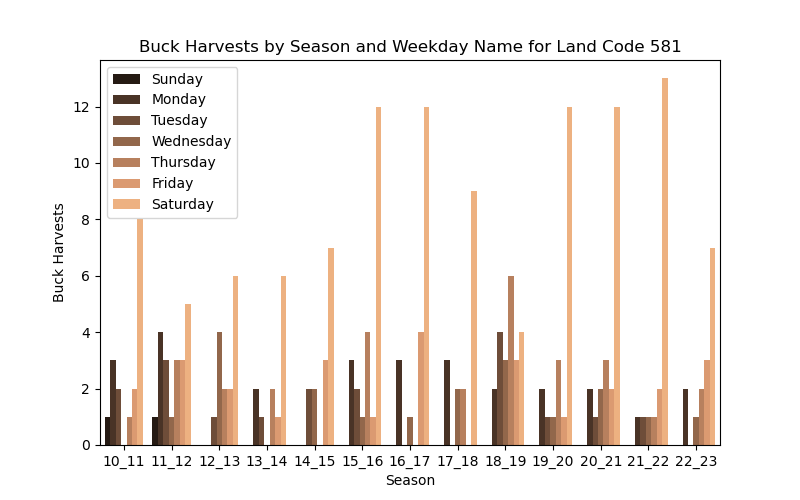 Buck Harvests by Season and Weekday Name for Land Code 581
Sunday
Monday
Tuesday
Wednesday
Thursday
Friday
Saturday
12
10
8
6
4
2
0
Buck Harvests
10_11 11_12 12_13 13_14 14_15 15_16 16_17 17_18 18_19 19_20 20_21 21_22 22_23
Season